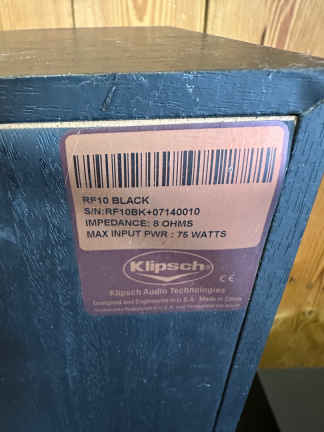 RF10 BLACK
S/N:RF10BK+07140010
IMPEDANCE: 8 OHMS
MAX INPUT PWR : 75 WATTS
Klipsch®
CE
Klipsch Audio Technologies
Designed and Engineered in U.S.A. Made in China